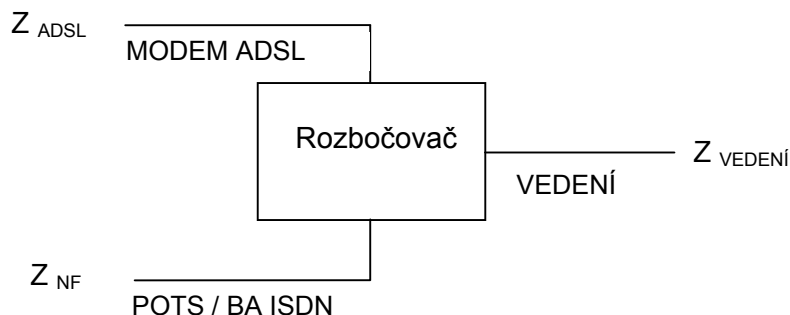 Z ADSL
MODEM ADSL
Rozbočovač
Z VEDENÍ
VEDENÍ
Z NF
POTS / BA ISDN